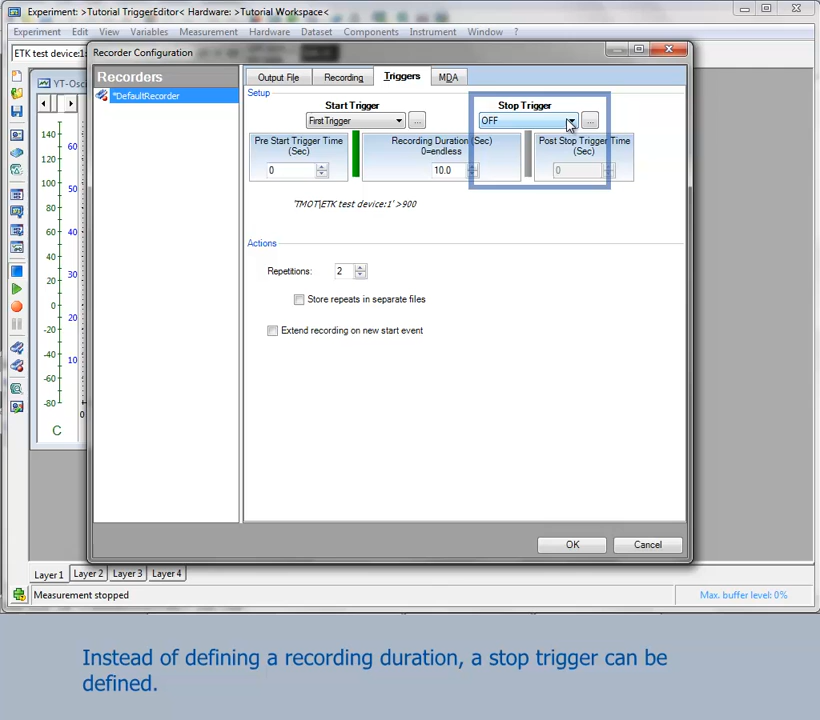 Experiment: >Tutorial TriggerEditor< Hardware: >Tutorial Workspace<
Experiment Edit View Variables Measurement Hardware Dataset Components Instrument Window ?
ETK test device:1:
Recorder Configuration
YT-Osci
Recorders
*DefaultRecorder
Output File Recording Triggers MDA
Setup
Start Trigger
Stop Trigger
FirstTrigger
...
OFF
...
Pre Start Trigger Time
(Sec)
0
Recording Duration (Sec)
0=endless
10.0
Post Stop Trigger Time
(Sec)
0
'TMOT\ETK test device:1' >900
Actions
Repetitions: 2
Store repeats in separate files
Extend recording on new start event
140
120
100
80
60
40
20
0
-20
-40
-60
-80
C
60
50
40
30
20
10
0
OK Cancel
Layer 1 Layer 2 Layer 3 Layer 4
Measurement stopped
Max. buffer level: 0%
Instead of defining a recording duration, a stop trigger can be
defined.